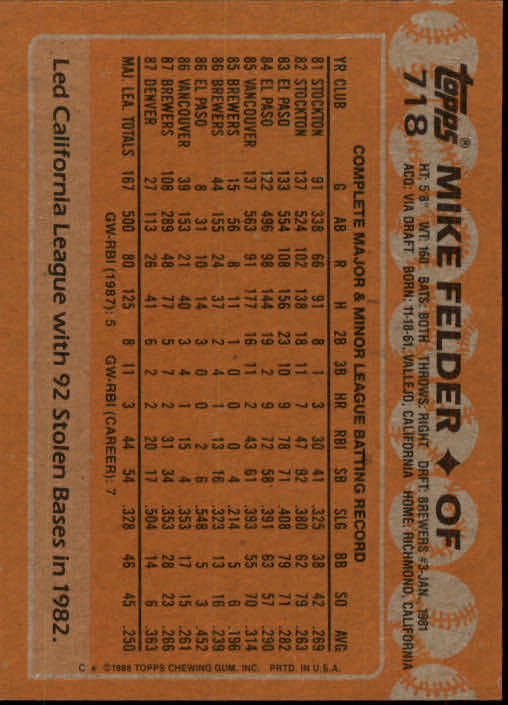 topps®
718
MIKE FELDER ✦ OF
HT: 5'8" WT: 160 BATS: BOTH THROWS: RIGHT DRFT: BREWERS #3-JAN. 1981
ACQ: VIA DRAFT BORN: 11-18-61, VALLEJO, CALIFORNIA HOME: RICHMOND, CALIFORNIA
COMPLETE MAJOR & MINOR LEAGUE BATTING RECORD
YR CLUB G AB R H 2B 3B HR RBI SB SLG BB SO AVG
81 STOCKTON 91 338 66 91 8 1 3 30 41 .325 38 42 .269
82 STOCKTON 137 524 102 138 18 11 7 47 92 .380 62 79 .263
83 EL PASO 133 554 108 156 23 10 9 78 71 .408 79 71 .282
84 EL PASO 122 496 98 144 19 2 9 72 58 .391 63 57 .290
85 VANCOUVER 137 563 91 177 16 11 2 43 61 .393 55 70 .314
85 BREWERS 15 56 8 11 1 0 0 0 4 .214 5 6 .196
86 BREWERS 44 155 24 37 2 4 1 13 16 .323 13 16 .239
86 EL PASO 8 31 10 14 3 0 0 2 6 .548 5 3 .452
86 VANCOUVER 39 153 21 40 3 4 1 15 4 .353 17 15 .261
87 BREWERS 108 289 48 77 5 7 2 31 34 .353 28 23 .266
87 DENVER 27 113 26 41 6 2 2 20 17 .504 14 6 .363
MAJ. LEA. TOTALS 167 500 80 125 8 11 3 44 54 .328 46 45 .250
GW-RBI (1987): 5 GW-RBI (CAREER): 7
C * ©1988 TOPPS CHEWING GUM, INC. PRTD. IN U.S.A.
Led California League with 92 Stolen Bases in 1982.